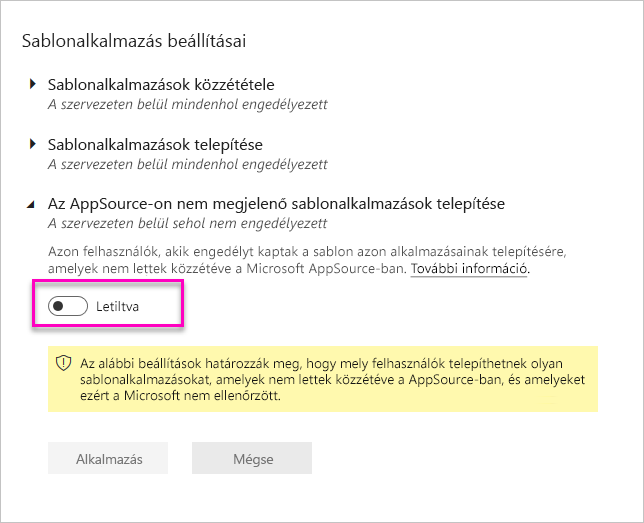 Sablonalkalmazás beállításai
Sablonalkalmazások közzététele
A szervezeten belül mindenhol engedélyezett
Sablonalkalmazások telepítése
A szervezeten belül mindenhol engedélyezett
Az AppSource-on nem megjelenő sablonalkalmazások telepítése
A szervezeten belül sehol nem engedélyezett
Azon felhasználók, akik engedélyt kaptak a sablon azon alkalmazásainak telepítésére,
amelyek nem lettek közzétéve a Microsoft AppSource-ban. További információ.
Letiltva
Az alábbi beállítások határozzák meg, hogy mely felhasználók telepíthetnek olyan
sablonalkalmazásokat, amelyek nem lettek közzétéve a AppSource-ban, és amelyeket
ezért a Microsoft nem ellenőrzött.
Alkalmazás Mégse